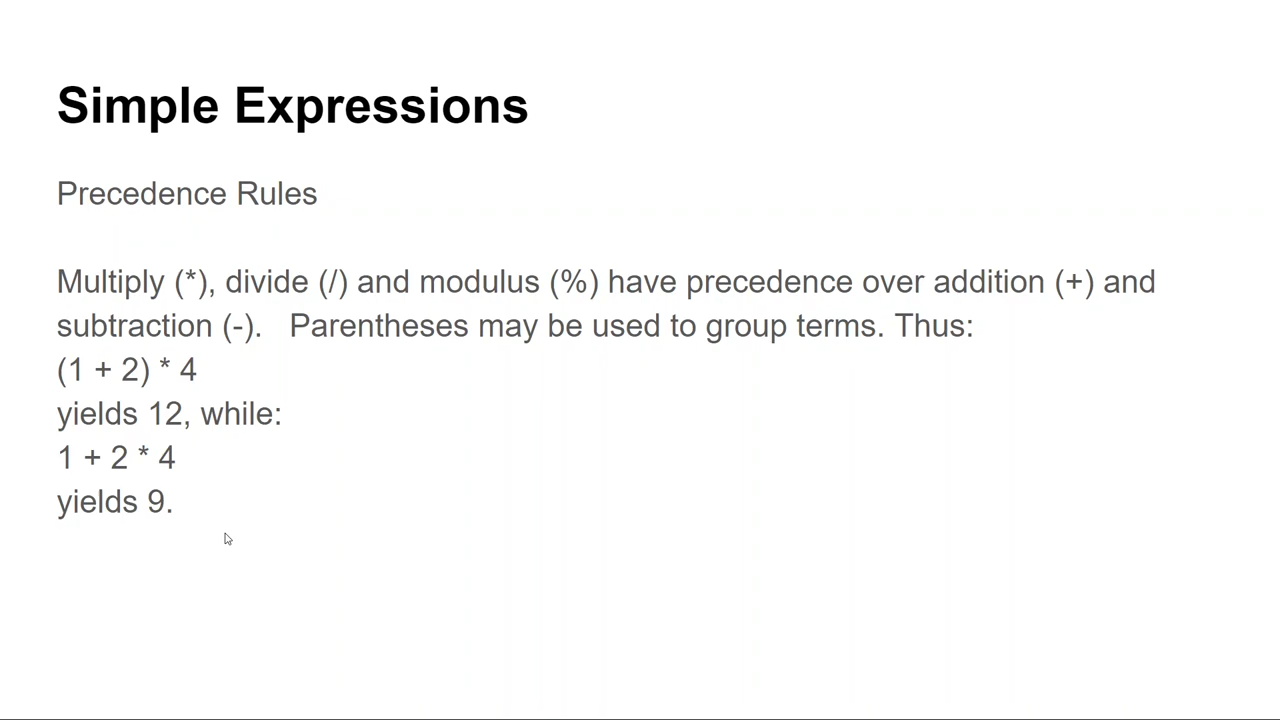 Simple Expressions
Precedence Rules
Multiply (*), divide (/) and modulus (%) have precedence over addition (+) and
subtraction (-).   Parentheses may be used to group terms. Thus:
(1 + 2) * 4
yields 12, while:
1 + 2 * 4
yields 9.